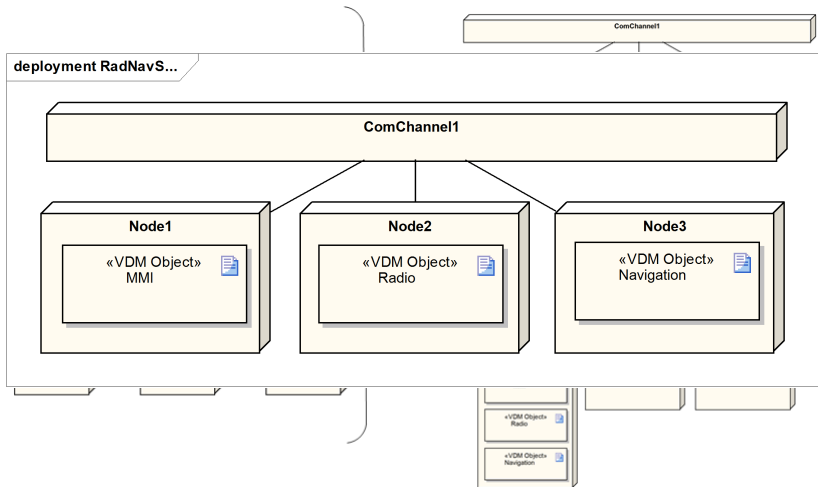 ComChannel1
deployment RadNavS...
ComChannel1
Node1
Node2
Node3
«VDM Object»
MMI
«VDM Object»
Radio
«VDM Object»
Navigation
«VDM Object»
Radio
«VDM Object»
Navigation